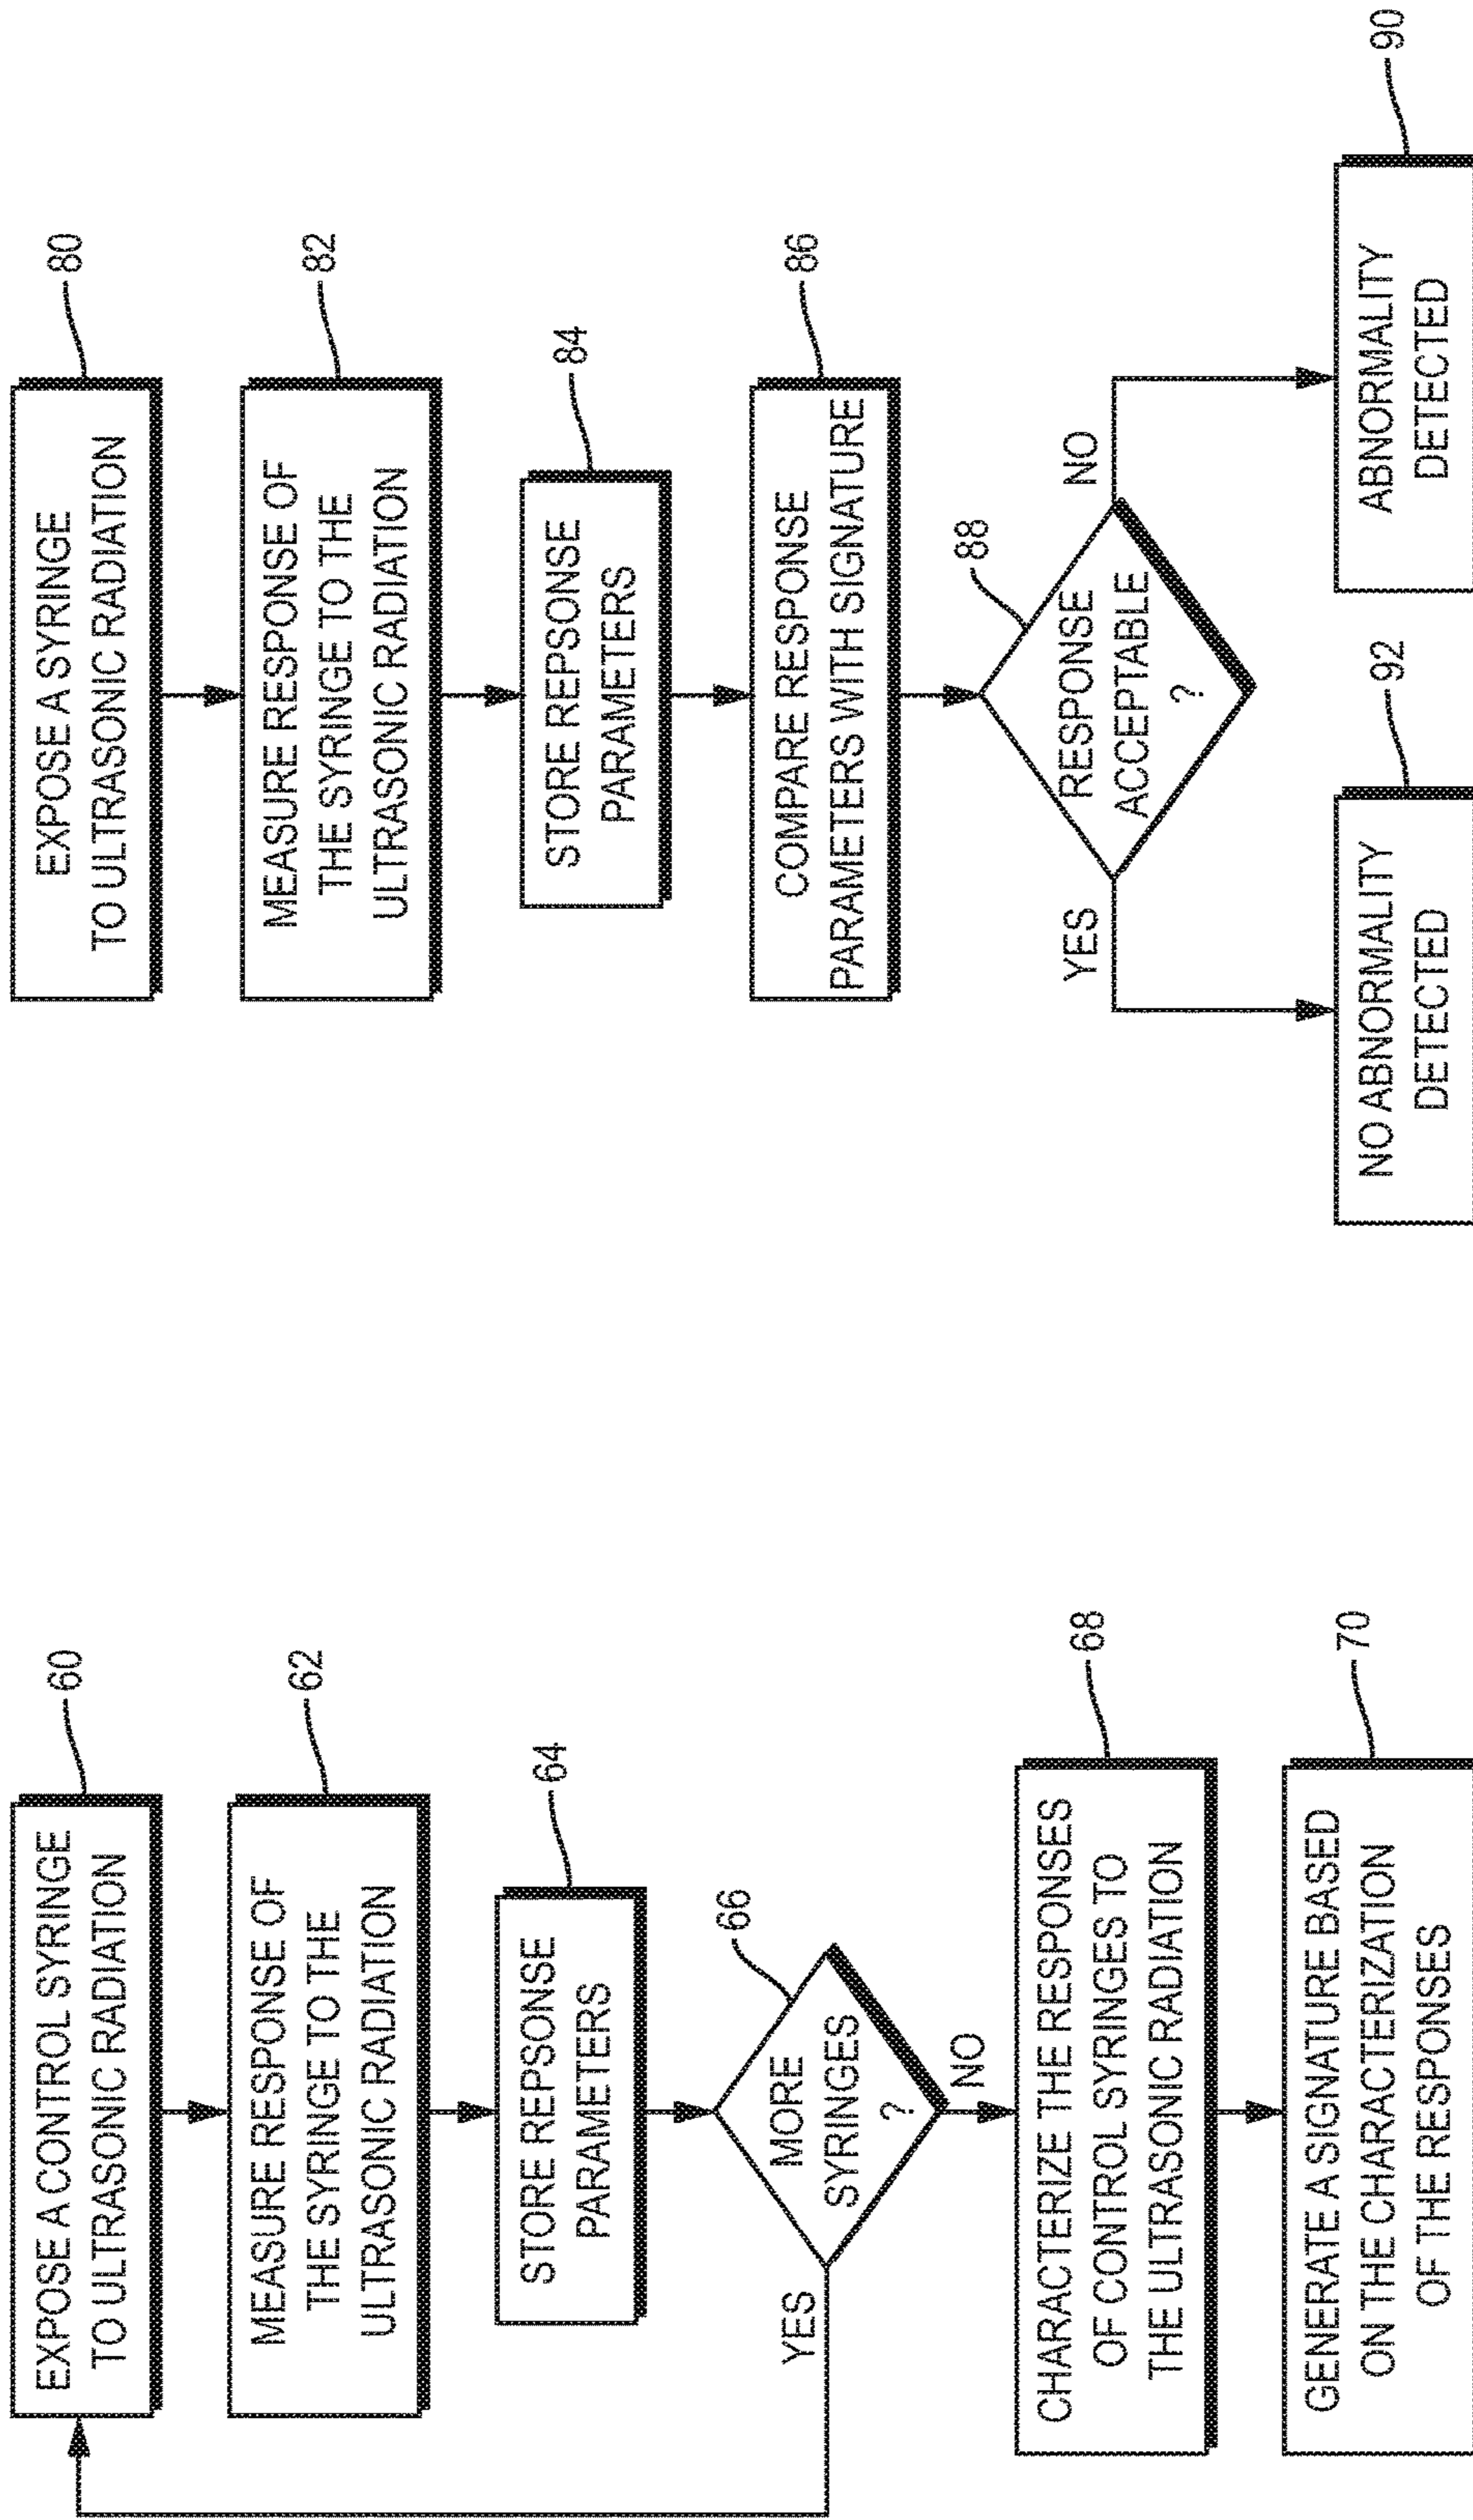 EXPOSE A CONTROL SYRINGE
TO ULTRASONIC RADIATION
60
MEASURE RESPONSE OF
THE SYRINGE TO THE
ULTRASONIC RADIATION
62
STORE REPSONSE
PARAMETERS
64
MORE
SYRINGES
?
66
YES
NO
CHARACTERIZE THE RESPONSES
OF CONTROL SYRINGES TO
THE ULTRASONIC RADIATION
68
GENERATE A SIGNATURE BASED
ON THE CHARACTERIZATION
OF THE RESPONSES
70
EXPOSE A SYRINGE
TO ULTRASONIC RADIATION
80
MEASURE RESPONSE OF
THE SYRINGE TO THE
ULTRASONIC RADIATION
82
STORE REPSONSE
PARAMETERS
84
COMPARE RESPONSE
PARAMETERS WITH SIGNATURE
86
RESPONSE
ACCEPTABLE
?
88
YES
NO
NO ABNORMALITY
DETECTED
92
ABNORMALITY
DETECTED
90